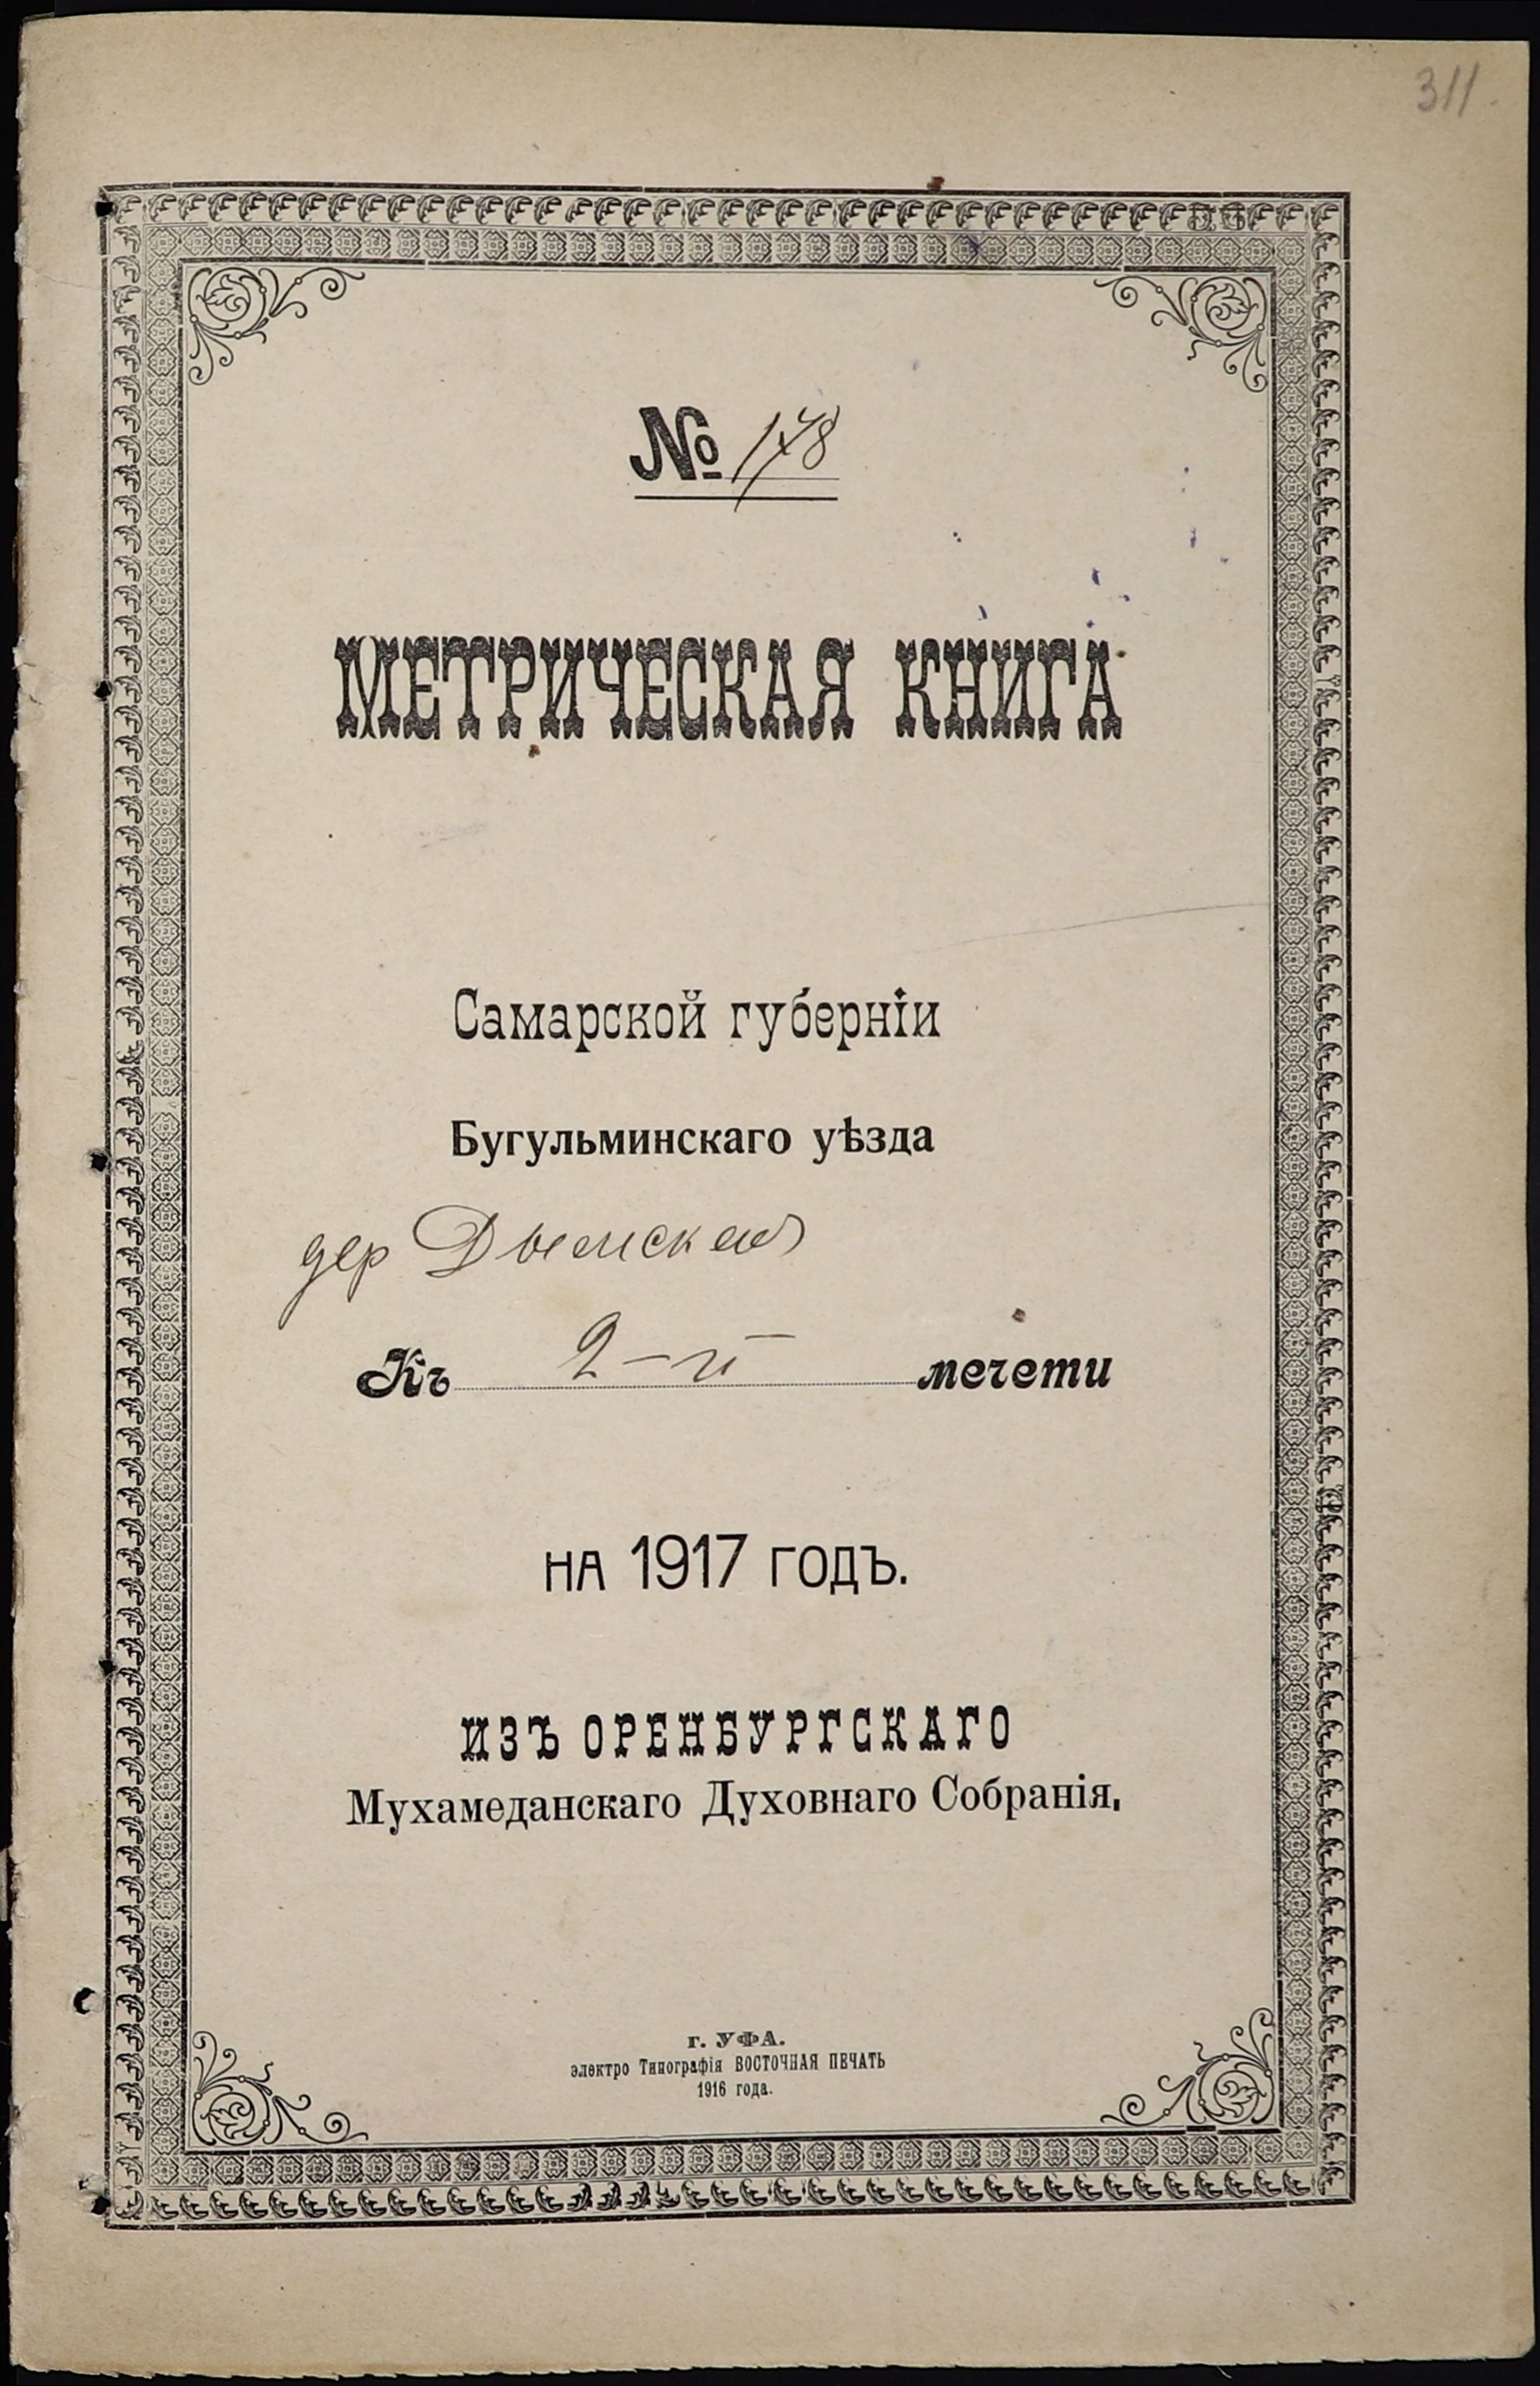 311.
№ 178
МЕТРИЧЕСКАЯ КНИГА
Самарской губерніи
Бугульминскаго уѣзда
дер Дымская
Къ 2-й мечети
НА 1917 ГОДЪ.
ИЗЪ ОРЕНБУРГСКАГО
Мухамеданскаго Духовнаго Собранія.
г. УФА.
электро Типографія ВОСТОЧНАЯ ПЕЧАТЬ
1916 года.